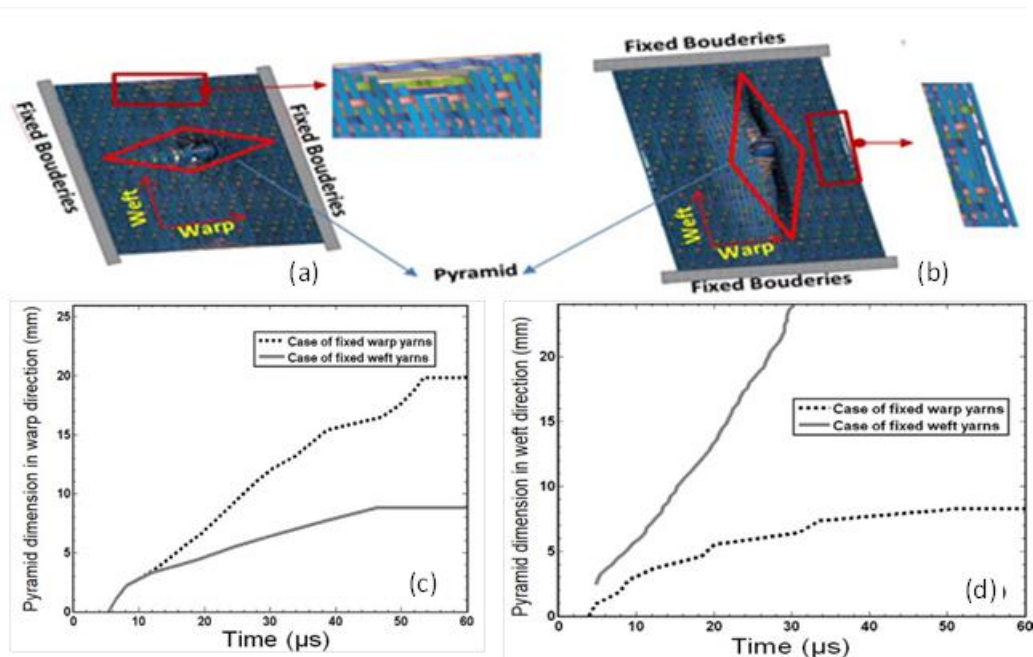 Fixed Bouderies
Fixed Bouderies
Weft
Warp
(a)
Fixed Bouderies
Weft
Warp
Fixed Bouderies
(b)
Pyramid
Pyramid dimension in warp direction (mm)
25
20
15
10
5
0
Case of fixed warp yarns
Case of fixed weft yarns
(c)
0 10 20 30 40 50 60
Time (µs)
Pyramid dimension in weft direction (mm)
20
15
10
5
0
Case of fixed warp yarns
Case of fixed weft yarns
(d)
0 10 20 30 40 50 60
Time (µs)